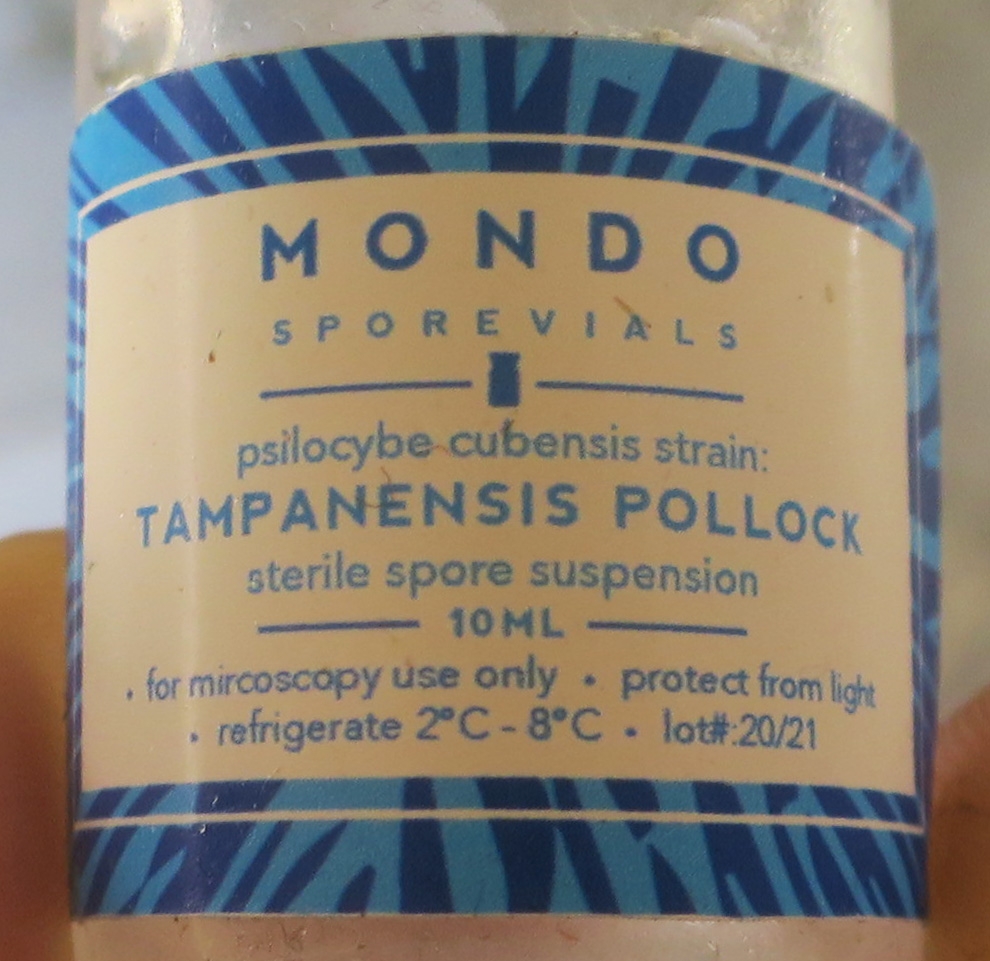 MONDO
SPOREVIALS
psilocybe cubensis strain:
TAMPANENSIS POLLOCK
sterile spore suspension
10ML
• for mircoscopy use only • protect from light
• refrigerate 2°C - 8°C • lot#:20/21